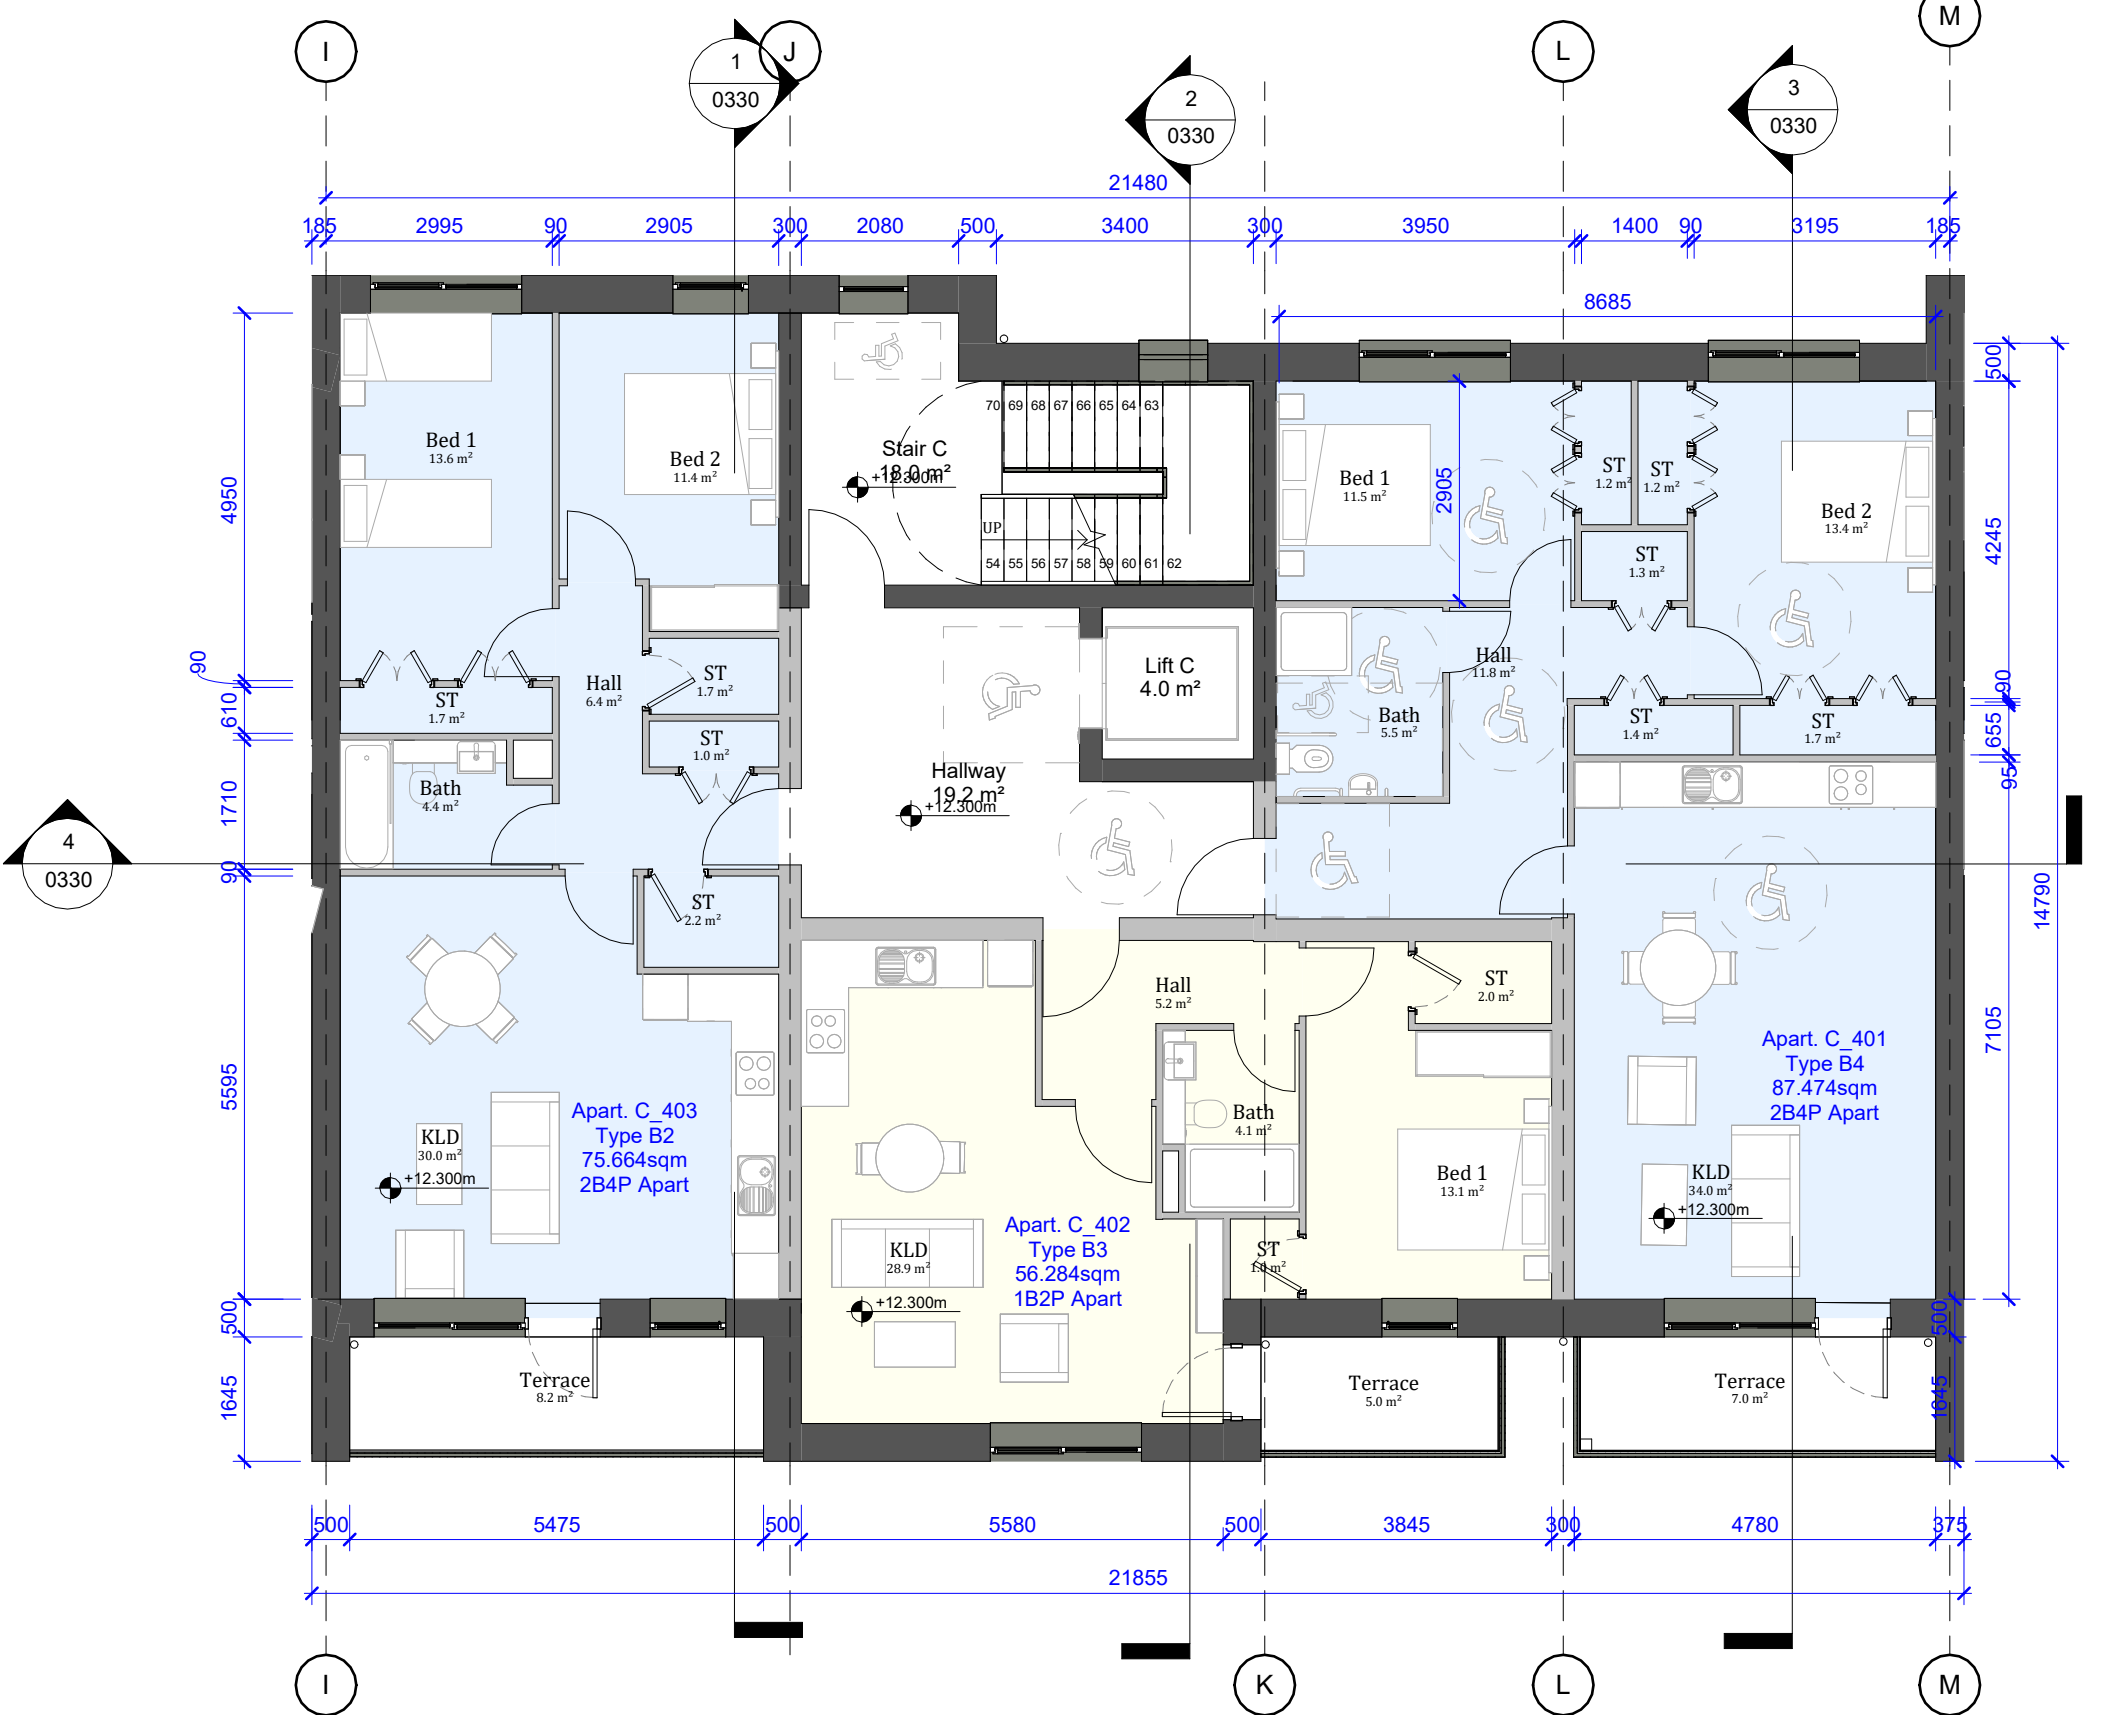 I
J
L
M
1
0330
2
0330
3
0330
21480
185
2995
90
2905
300
2080
500
3400
300
3950
1400
90
3195
185
8685
4950
90
610
1710
90
5595
500
1645
500
4245
90
655
95
7105
500
1645
14790
2905
Bed 1
13.6 m²
Bed 2
11.4 m²
Stair C
18.0 m²
+12.300m
70 69 68 67 66 65 64 63
UP
54 55 56 57 58 59 60 61 62
Bed 1
11.5 m²
ST
1.2 m²
ST
1.2 m²
Bed 2
13.4 m²
ST
1.3 m²
Hall
6.4 m²
ST
1.7 m²
ST
1.7 m²
ST
1.0 m²
Bath
4.4 m²
ST
2.2 m²
Lift C
4.0 m²
Hallway
19.2 m²
+12.300m
Hall
11.8 m²
Bath
5.5 m²
ST
1.4 m²
ST
1.7 m²
4
0330
Hall
5.2 m²
ST
2.0 m²
Bath
4.1 m²
Bed 1
13.1 m²
ST
1.0 m²
Apart. C_401
Type B4
87.474sqm
2B4P Apart
KLD
34.0 m²
+12.300m
Apart. C_403
Type B2
75.664sqm
2B4P Apart
KLD
30.0 m²
+12.300m
Apart. C_402
Type B3
56.284sqm
1B2P Apart
KLD
28.9 m²
+12.300m
Terrace
8.2 m²
Terrace
5.0 m²
Terrace
7.0 m²
500
5475
500
5580
500
3845
300
4780
375
21855
I
K
L
M